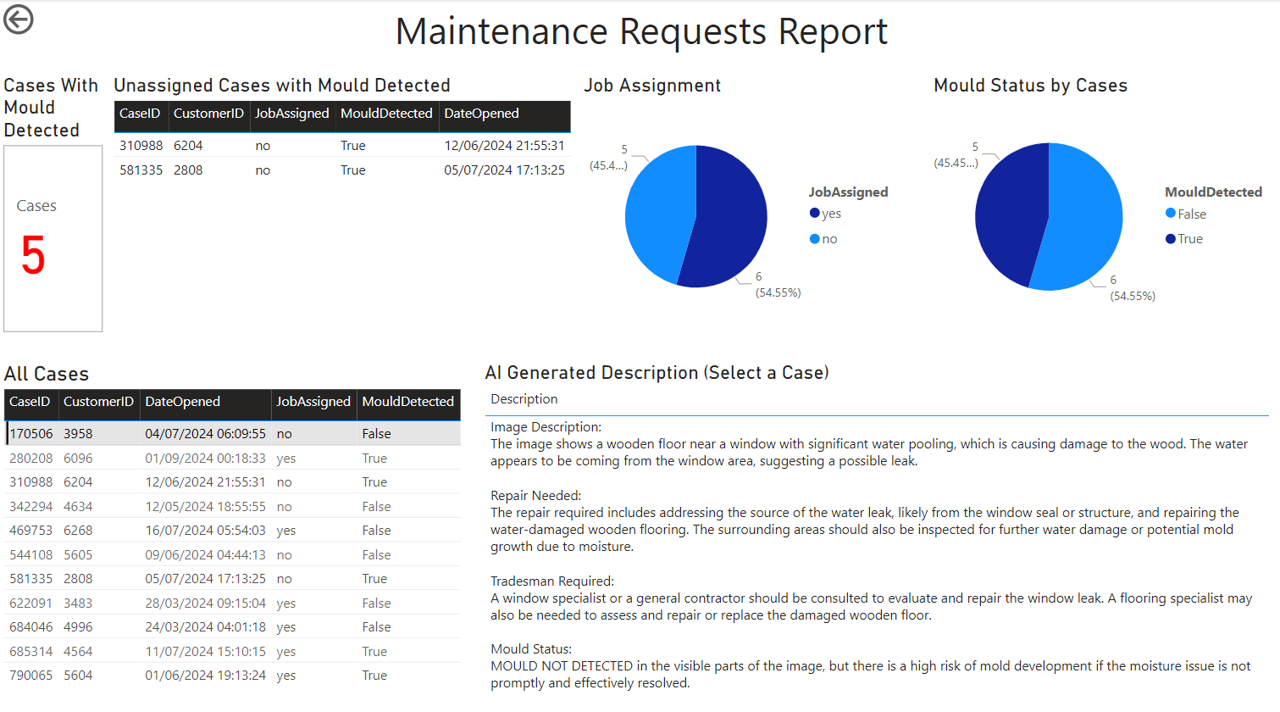 Maintenance Requests Report
Cases With
Mould
Detected
Cases
5
Unassigned Cases with Mould Detected
CaseID CustomerID JobAssigned MouldDetected DateOpened
310988 6204 no True 12/06/2024 21:55:31
581335 2808 no True 05/07/2024 17:13:25
Job Assignment
5
(45.4...)
6
(54.55%)
JobAssigned
yes
no
Mould Status by Cases
5
(45.45...)
6
(54.55%)
MouldDetected
False
True
All Cases
CaseID CustomerID DateOpened JobAssigned MouldDetected
170506 3958 04/07/2024 06:09:55 no False
280208 6096 01/09/2024 00:18:33 yes True
310988 6204 12/06/2024 21:55:31 no True
342294 4634 12/05/2024 18:55:55 no False
469753 6268 16/07/2024 05:54:03 yes False
544108 5605 09/06/2024 04:44:13 no False
581335 2808 05/07/2024 17:13:25 no True
622091 3483 28/03/2024 09:15:04 yes False
684046 4996 24/03/2024 04:01:18 yes False
685314 4564 11/07/2024 15:10:15 yes True
790065 5604 01/06/2024 19:13:24 yes True
AI Generated Description (Select a Case)
Description
Image Description:
The image shows a wooden floor near a window with significant water pooling, which is causing damage to the wood. The water
appears to be coming from the window area, suggesting a possible leak.
Repair Needed:
The repair required includes addressing the source of the water leak, likely from the window seal or structure, and repairing the
water-damaged wooden flooring. The surrounding areas should also be inspected for further water damage or potential mold
growth due to moisture.
Tradesman Required:
A window specialist or a general contractor should be consulted to evaluate and repair the window leak. A flooring specialist may
also be needed to assess and repair or replace the damaged wooden floor.
Mould Status:
MOULD NOT DETECTED in the visible parts of the image, but there is a high risk of mold development if the moisture issue is not
promptly and effectively resolved.